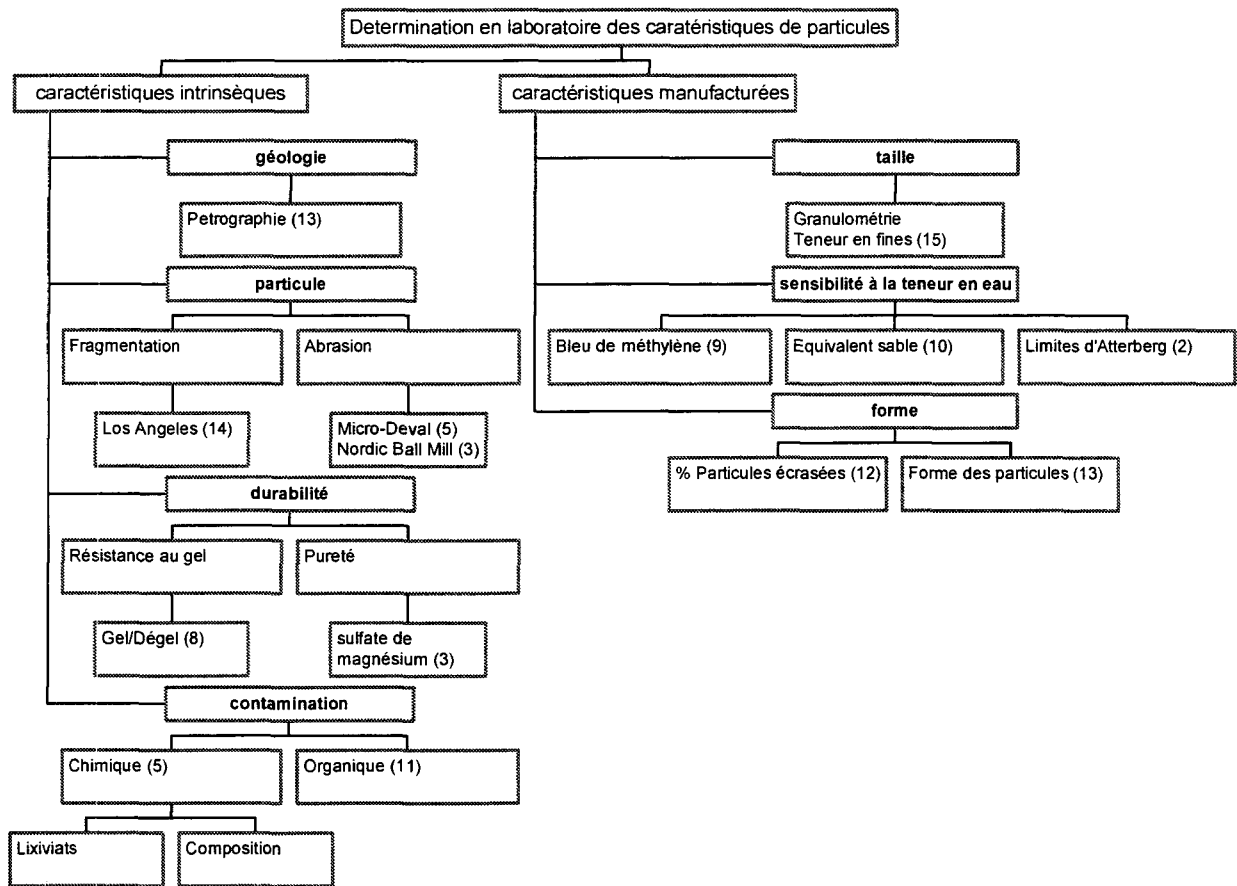 Determination en laboratoire des caratéristiques de particules
caractéristiques intrinsèques
caractéristiques manufacturées
géologie
Petrographie (13)
particule
Fragmentation
Abrasion
Los Angeles (14)
Micro-Deval (5)
Nordic Ball Mill (3)
durabilité
Résistance au gel
Pureté
Gel/Dégel (8)
sulfate de
magnésium (3)
contamination
Chimique (5)
Organique (11)
Lixiviats
Composition
taille
Granulométrie
Teneur en fines (15)
sensibilité à la teneur en eau
Bleu de méthylène (9)
Equivalent sable (10)
Limites d'Atterberg (2)
forme
% Particules écrasées (12)
Forme des particules (13)